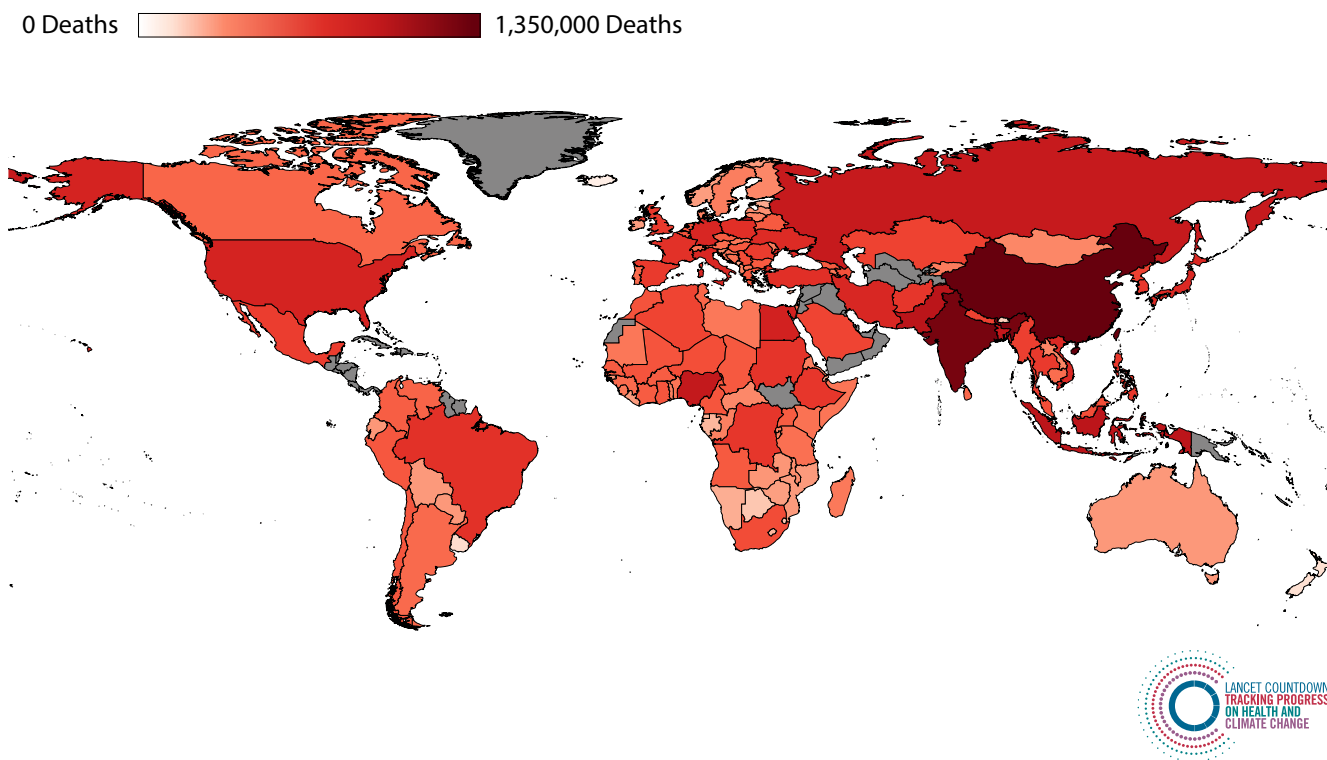 0 Deaths
1,350,000 Deaths
LANCET COUNTDOWN
TRACKING PROGRESS
ON HEALTH AND
CLIMATE CHANGE